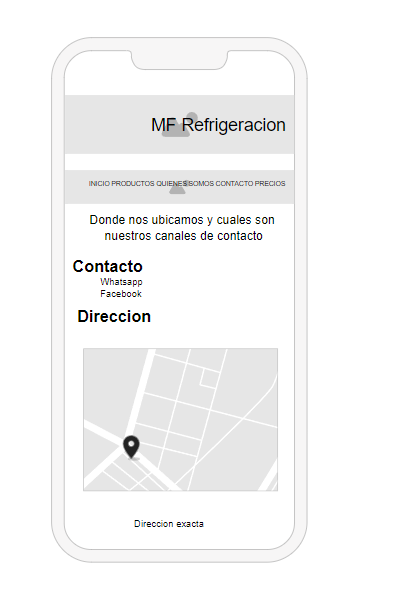 MF Refrigeracion
INICIO PRODUCTOS QUIENES SOMOS CONTACTO PRECIOS
Donde nos ubicamos y cuales son
nuestros canales de contacto
Contacto
Whatsapp
Facebook
Direccion
Direccion exacta